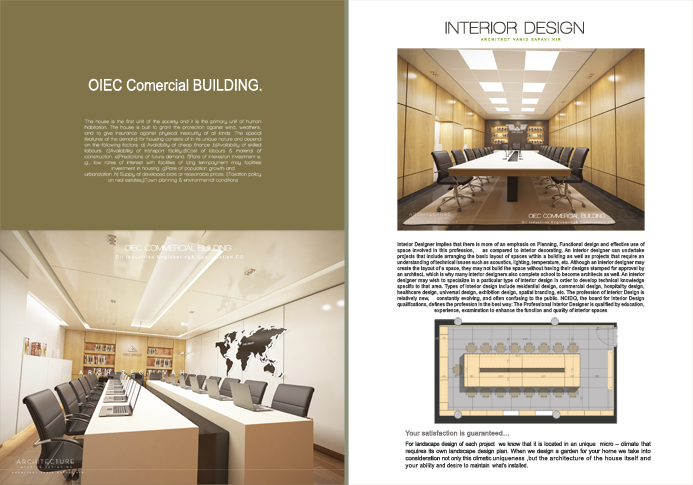 OIEC Comercial BUILDING.
The house is the first unit of the society and it is the primary unit of human
habitation. The house is built to grant the protection against wind, weathers,
and to give insurance against physical insecurity of all kinds. The special
features of the demand for housing consists of in its unique nature and depend
on the following factors. a) Availability of cheap finance b)Availability of skilled
labours c)Availability of transport facility.d)Cost of labours & material of
construction e)Predictions of future demand. f)Rate of interestion investment e.
g., low rates of interest with facilities of long termpayment may facilities
investment in housing. g)Rate of population growth and
urbanization h) Supply of developed plots at reasonable prices i)Taxation policy
on real estates.j)Town planning & environmental conditions
OIEC COMMERCIAL BUILDING
Oil Industries Engineering& Construction CO.
ARCHITECTURE
INTERIOR DESIGN
ARCHITECT VAHID SAFAVI NIK
OIEC COMMERCIAL BUILDING
Oil Industries Engineering& Construction CO.
Interior Designer implies that there is more of an emphasis on Planning, Functional design and effective use of
space involved in this profession, as compared to interior decorating. An interior designer can undertake
projects that include arranging the basic layout of spaces within a building as well as projects that require an
understanding of technical issues such as acoustics, lighting, temperature, etc. Although an interior designer may
create the layout of a space, they may not build the space without having their designs stamped for approval by
an architect, which is why many interior designers also complete school to become architects as well. An interior
designer may wish to specialize in a particular type of interior design in order to develop technical knowledge
specific to that area. Types of interior design include residential design, commercial design, hospitality design,
healthcare design, universal design, exhibition design, spatial branding, etc. The profession of Interior Design is
relatively new, constantly evolving, and often confusing to the public. NCIDQ, the board for Interior Design
qualifications, defines the profession in the best way: The Professional Interior Designer is qualified by education,
experience, examination to enhance the function and quality of interior spaces
Your satisfaction is guaranteed...
For landscape design of each project we know that it is located in an unique micro – climate that
requires its own landscape design plan. When we design a garden for your home we take into
consideration not only this climatic uniqueness ,but the architecture of the house itself and
your ability and desire to maintain what's installed.